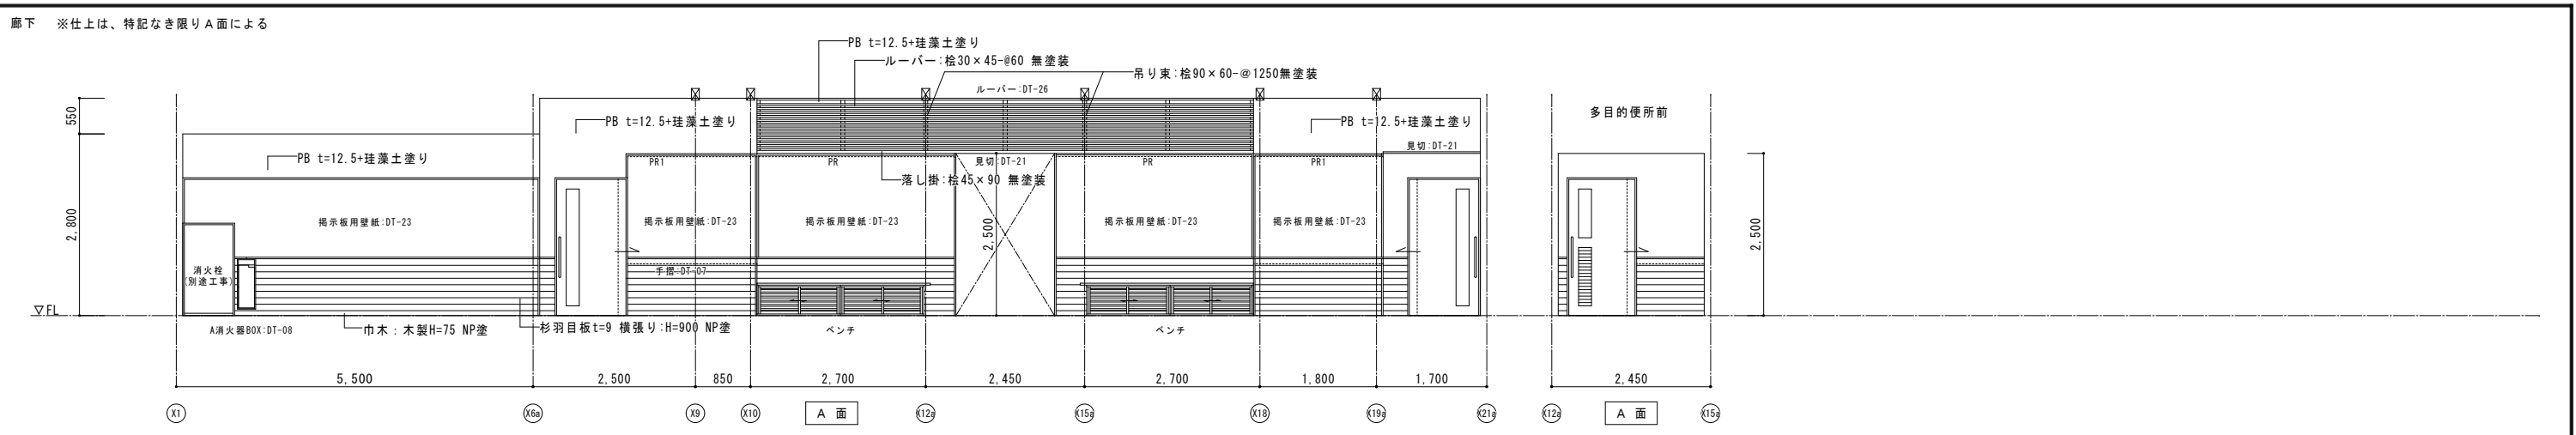 廊下　※仕上は、特記なき限りA面による
PB t=12.5+珪藻土塗り
ルーバー:桧30×45-@60 無塗装
吊り束:桧90×60-@1250無塗装
ルーバー:DT-26
550
多目的便所前
PB t=12.5+珪藻土塗り
PB t=12.5+珪藻土塗り
見切:DT-21
PB t=12.5+珪藻土塗り
PR1
PR
見切:DT-21
PR
PR1
落し掛:桧45×90 無塗装
2,800
掲示板用壁紙:DT-23
掲示板用壁紙:DT-23
掲示板用壁紙:DT-23
2,500
掲示板用壁紙:DT-23
掲示板用壁紙:DT-23
2,500
消火栓
(別途工事)
手摺:DT-07
▽FL
A消火器BOX:DT-08
巾木：木製H=75 NP塗
杉羽目板t=9 横張り:H=900 NP塗
ベンチ
ベンチ
5,500
2,500
850
2,700
2,450
2,700
1,800
1,700
2,450
X1
X6a
X9
X10
A 面
X12a
X15a
X18
X19a
X21a
X12a
A 面
X15a